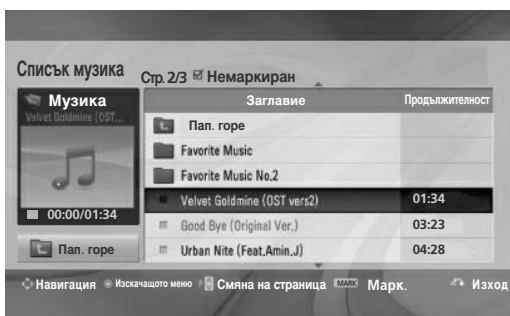 Списък музика Стр. 2/3 Немаркиран
Музика
Velvet Goldmine (OST...
00:00/01:34
Пап. горе
Заглавие Продължителност
Пап. горе
Favorite Music
Favorite Music No.2
Velvet Goldmine (OST vers2) 01:34
Good Bye (Original Ver.) 03:23
Urban Nite (Feat.Amin.J) 04:28
Навигация Изскачащото меню Смяна на страница MARK Марк. Изход